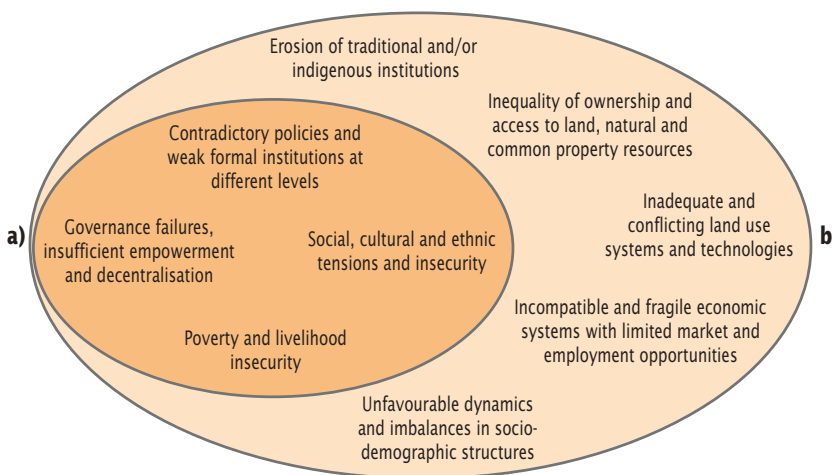 Erosion of traditional and/or
indigenous institutions
Inequality of ownership and
access to land, natural and
common property resources
Contradictory policies and
weak formal institutions at
different levels
Inadequate and
conflicting land use
systems and technologies
a)
Governance failures,
insufficient empowerment
and decentralisation
Social, cultural and ethnic
tensions and insecurity
b
Incompatible and fragile economic
systems with limited market and
employment opportunities
Poverty and livelihood
insecurity
Unfavourable dynamics
and imbalances in socio-
demographic structures